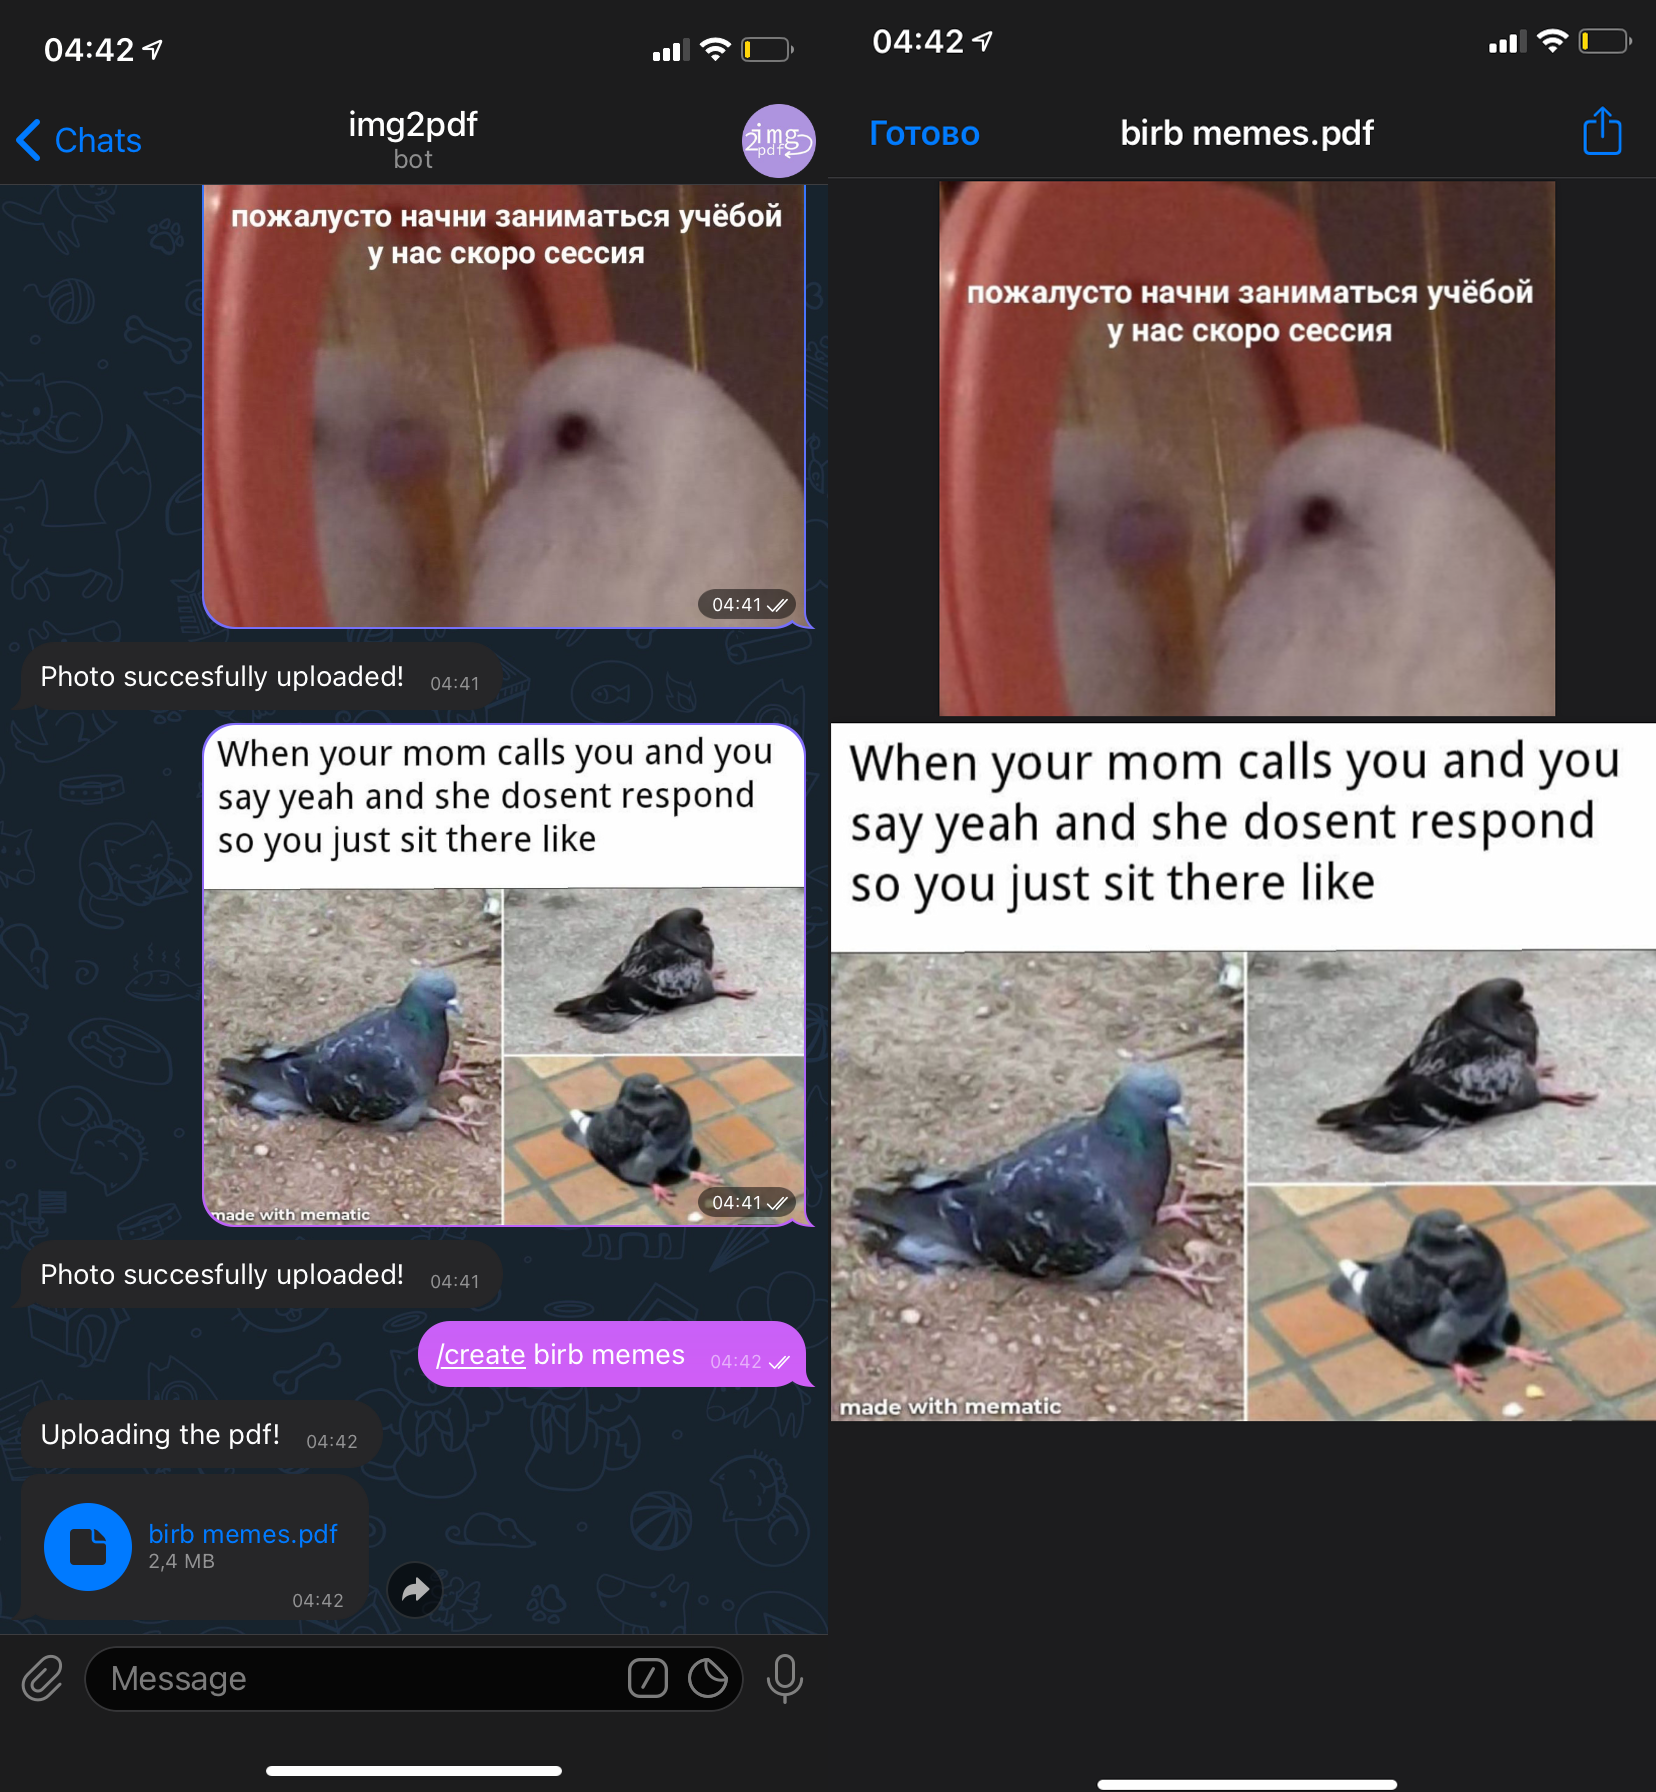 04:42
Chats
img2pdf
bot
2img
pdf
пожалусто начни заниматься учёбой
у нас скоро сессия
04:41
Photo succesfully uploaded! 04:41
When your mom calls you and you
say yeah and she dosent respond
so you just sit there like
made with mematic
04:41
Photo succesfully uploaded! 04:41
/create birb memes 04:42
Uploading the pdf! 04:42
birb memes.pdf
2,4 MB
04:42
Message
04:42
Готово
birb memes.pdf
пожалусто начни заниматься учёбой
у нас скоро сессия
When your mom calls you and you
say yeah and she dosent respond
so you just sit there like
made with mematic